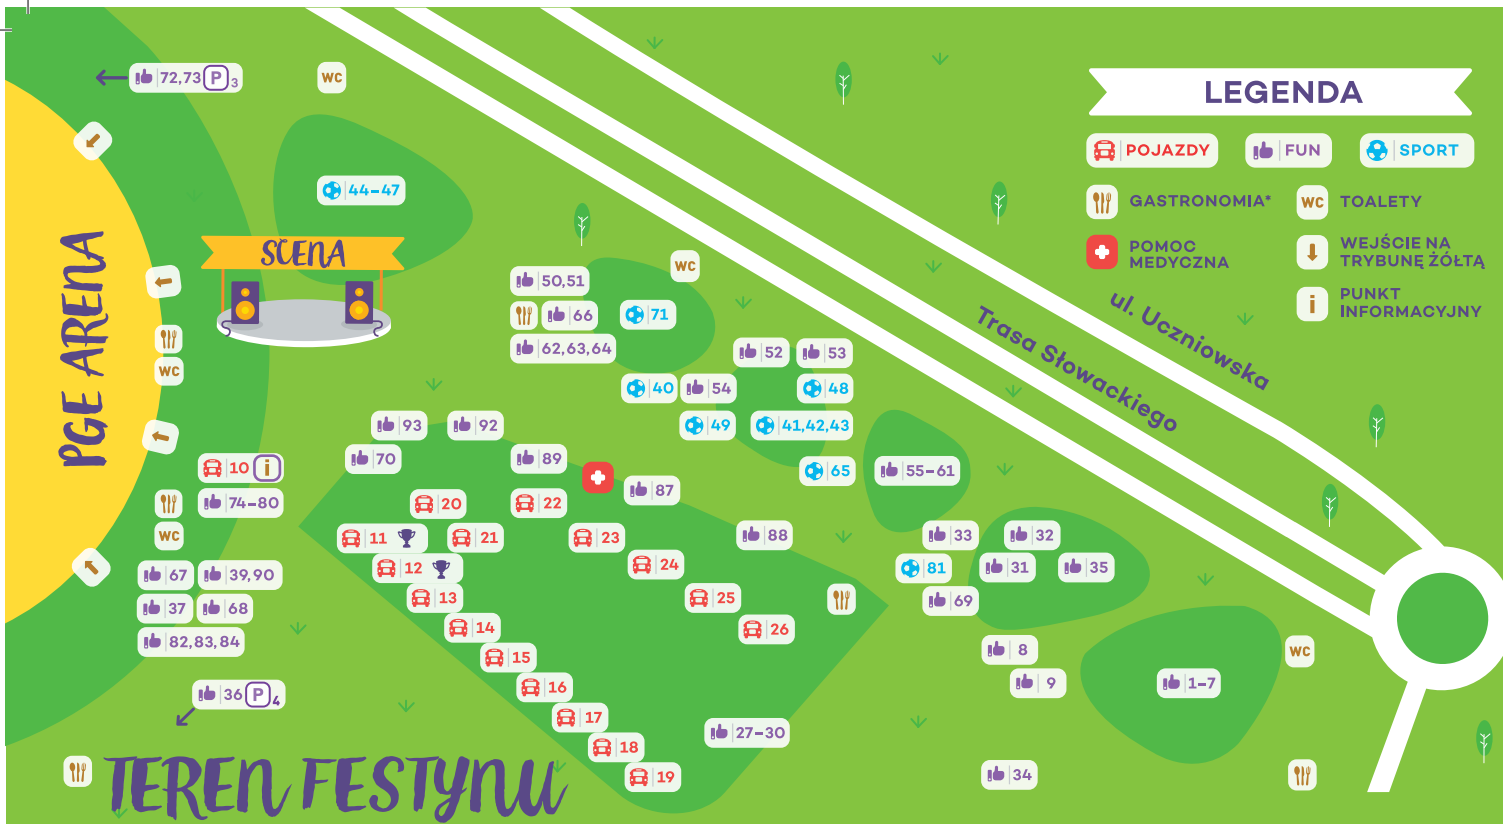 72,73 P 3
WC
LEGENDA
POJAZDY
FUN
SPORT
GASTRONOMIA*
WC TOALETY
POMOC
MEDYCZNA
WEJŚCIE NA
TRYBUNĘ ŻÓŁTĄ
i PUNKT
INFORMACYJNY
44-47
SCENA
PGE ARENA
WC
50,51
66
71
62,63,64
ul. Uczniowska
Trasa Słowackiego
WC
52
53
40
54
48
49
41,42,43
93
92
70
89
65
55-61
10 i
74-80
87
20
22
WC
11
21
23
88
33
32
12
24
81
31
35
67
39,90
13
25
69
37
68
14
26
82,83,84
15
8
WC
36 P 4
16
9
1-7
17
27-30
18
19
34
TEREN FESTYNU